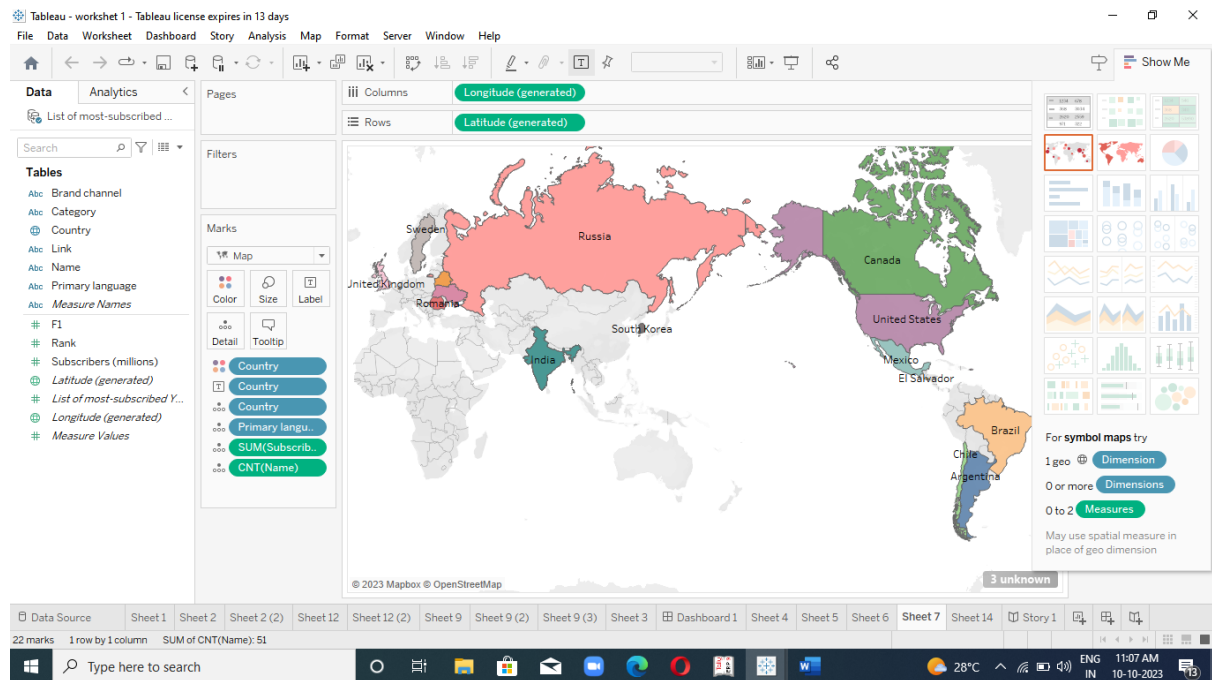 Tableau - workshet 1 - Tableau license expires in 13 days
File Data Worksheet Dashboard Story Analysis Map Format Server Window Help
Show Me
Data Analytics
List of most-subscribed ...
Search
Tables
Abc Brand channel
Abc Category
Country
Abc Link
Abc Name
Abc Primary language
Abc Measure Names
# F1
# Rank
# Subscribers (millions)
Latitude (generated)
# List of most-subscribed Y...
Longitude (generated)
# Measure Values
Pages
Filters
Marks
Map
Color Size Label
Detail Tooltip
Country
Country
Country
Primary langu..
SUM(Subscrib..
CNT(Name)
Columns Longitude (generated)
Rows Latitude (generated)
Sweden
Russia
Canada
United Kingdom
Romania
South Korea
United States
India
Mexico
El Salvador
Brazil
Chile
Argentina
© 2023 Mapbox © OpenStreetMap
3 unknown
For symbol maps try
1 geo Dimension
0 or more Dimensions
0 to 2 Measures
May use spatial measure in
place of geo dimension
Data Source Sheet 1 Sheet 2 Sheet 2 (2) Sheet 12 Sheet 12 (2) Sheet 9 Sheet 9 (2) Sheet 9 (3) Sheet 3 Dashboard 1 Sheet 4 Sheet 5 Sheet 6 Sheet 7 Sheet 14 Story 1
22 marks 1 row by 1 column SUM of CNT(Name): 51
Type here to search
28°C
ENG
IN
11:07 AM
10-10-2023
13